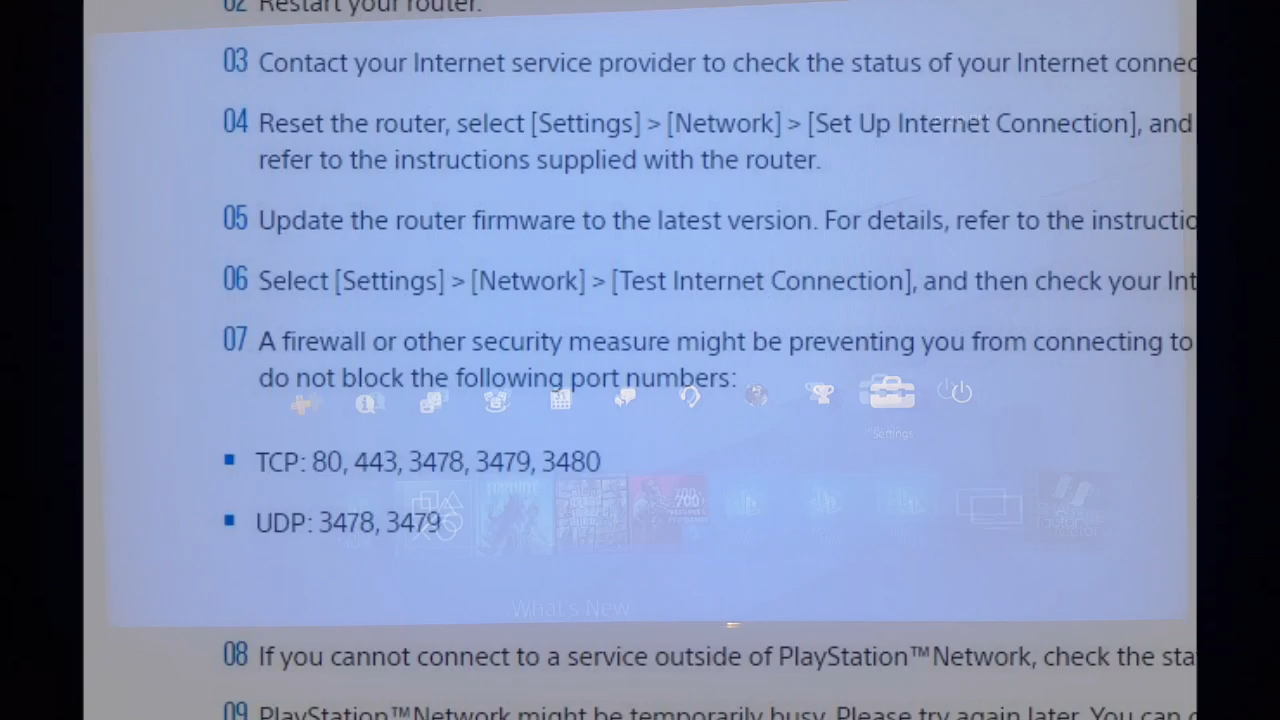 02 Restart your router.
03 Contact your Internet service provider to check the status of your Internet connec
04 Reset the router, select [Settings] > [Network] > [Set Up Internet Connection], and
refer to the instructions supplied with the router.
05 Update the router firmware to the latest version. For details, refer to the instructio
06 Select [Settings] > [Network] > [Test Internet Connection], and then check your Int
07 A firewall or other security measure might be preventing you from connecting to
do not block the following port numbers:
Settings
▪ TCP: 80, 443, 3478, 3479, 3480
700
▪ UDP: 3478, 3479
What's New
08 If you cannot connect to a service outside of PlayStation™Network, check the sta
09 PlayStation™Network might be temporarily busy. Please try again later. You can